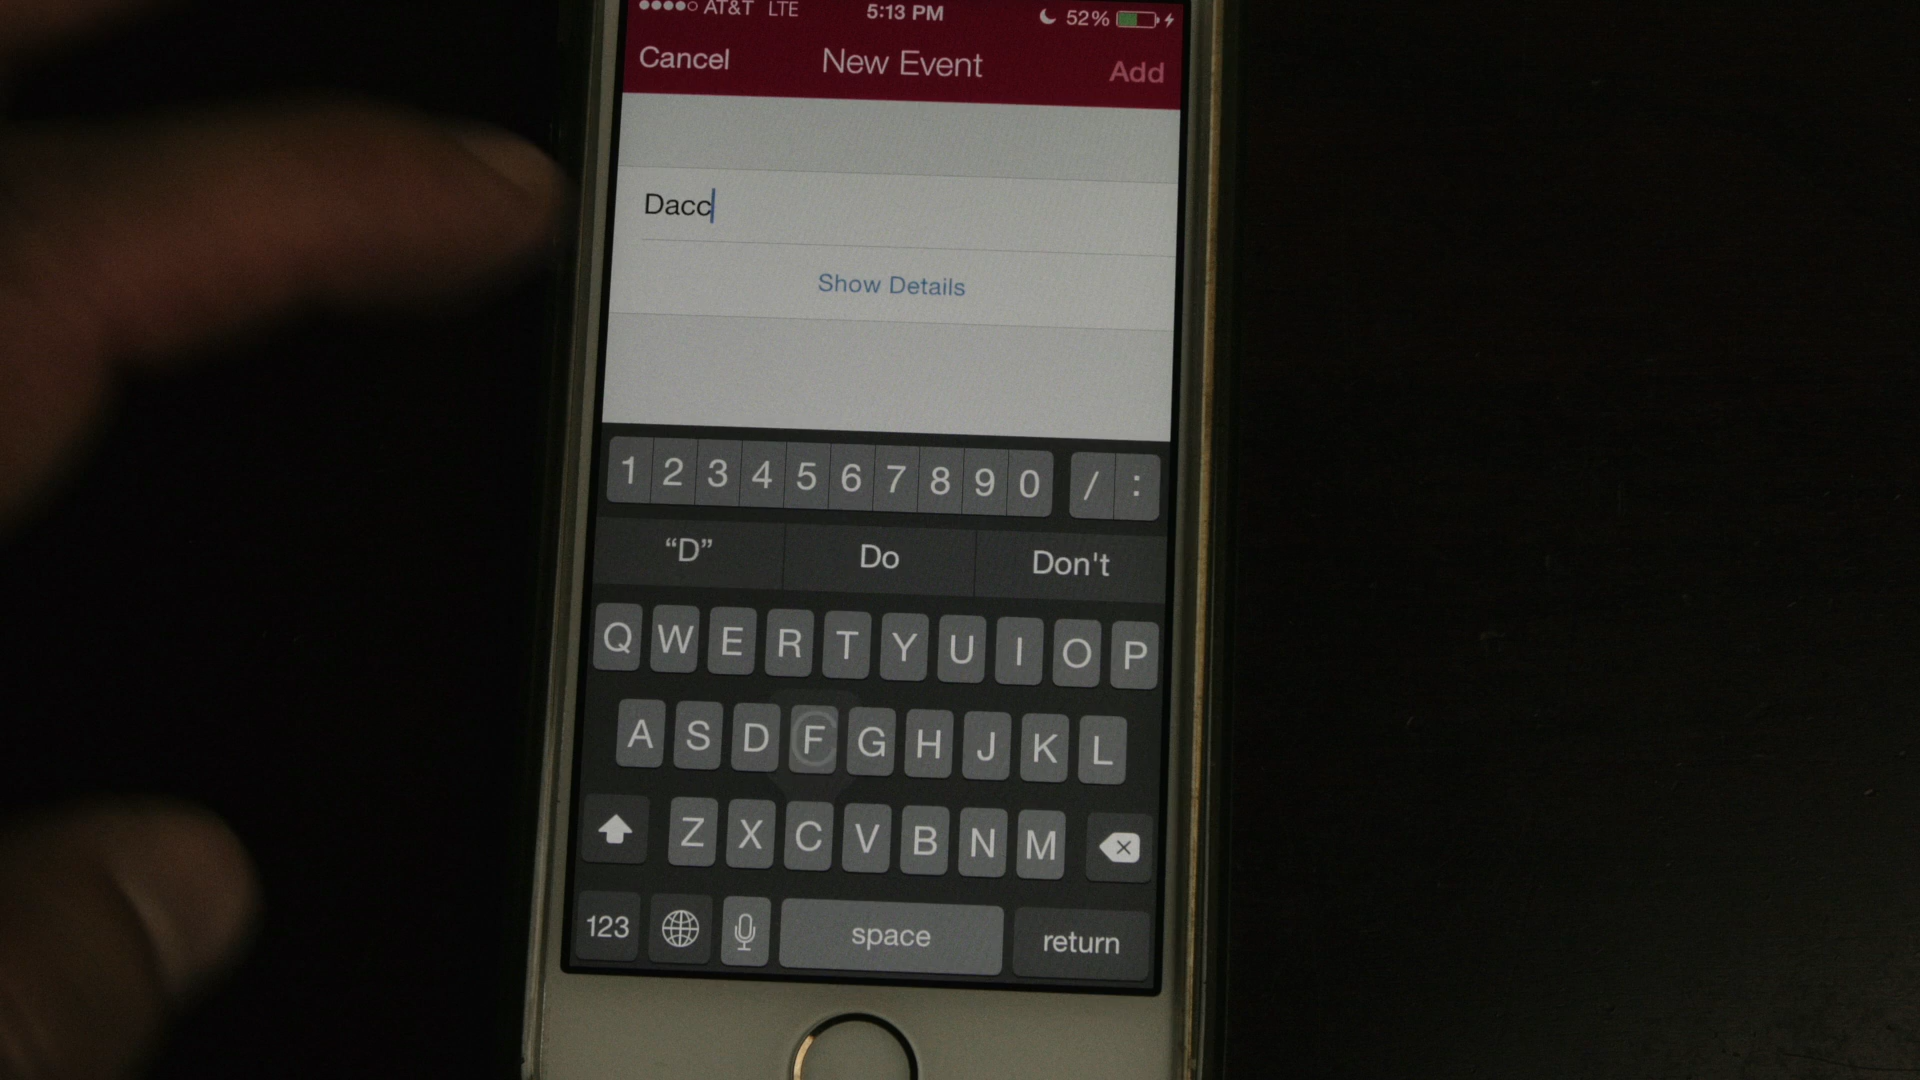 AT&T LTE 5:13 PM 52%
Cancel New Event Add
Dacc
Show Details
1 2 3 4 5 6 7 8 9 0 / :
“D” Do Don't
Q W E R T Y U I O P
A S D F G H J K L
Z X C V B N M
123 space return